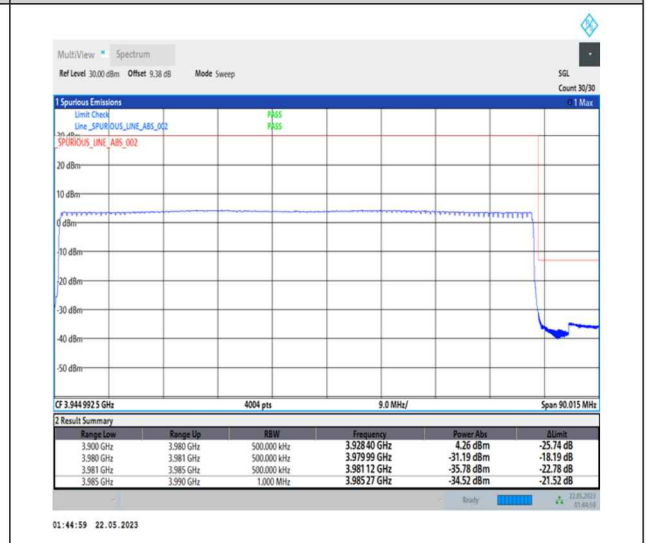 MultiView Spectrum
Ref Level 30.00 dBm Offset 9.38 dB Mode Sweep SGL
Count 30/30
1 Spurious Emissions 1 Max
Limit Check PASS
Line _SPURIOUS_LINE_ABS_002 PASS
30 dBm
_SPURIOUS_LINE_ABS_002
20 dBm
10 dBm
0 dBm
-10 dBm
-20 dBm
-30 dBm
-40 dBm
-50 dBm
CF 3.944 992 5 GHz 4004 pts 9.0 MHz/ Span 90.015 MHz
2 Result Summary
Range Low Range Up RBW Frequency Power Abs ΔLimit
3.900 GHz 3.980 GHz 500.000 kHz 3.928 40 GHz 4.26 dBm -25.74 dB
3.980 GHz 3.981 GHz 500.000 kHz 3.979 99 GHz -31.19 dBm -18.19 dB
3.981 GHz 3.985 GHz 500.000 kHz 3.981 12 GHz -35.78 dBm -22.78 dB
3.985 GHz 3.990 GHz 1.000 MHz 3.985 27 GHz -34.52 dBm -21.52 dB
Ready 22.05.2023
01:44:58
01:44:59 22.05.2023